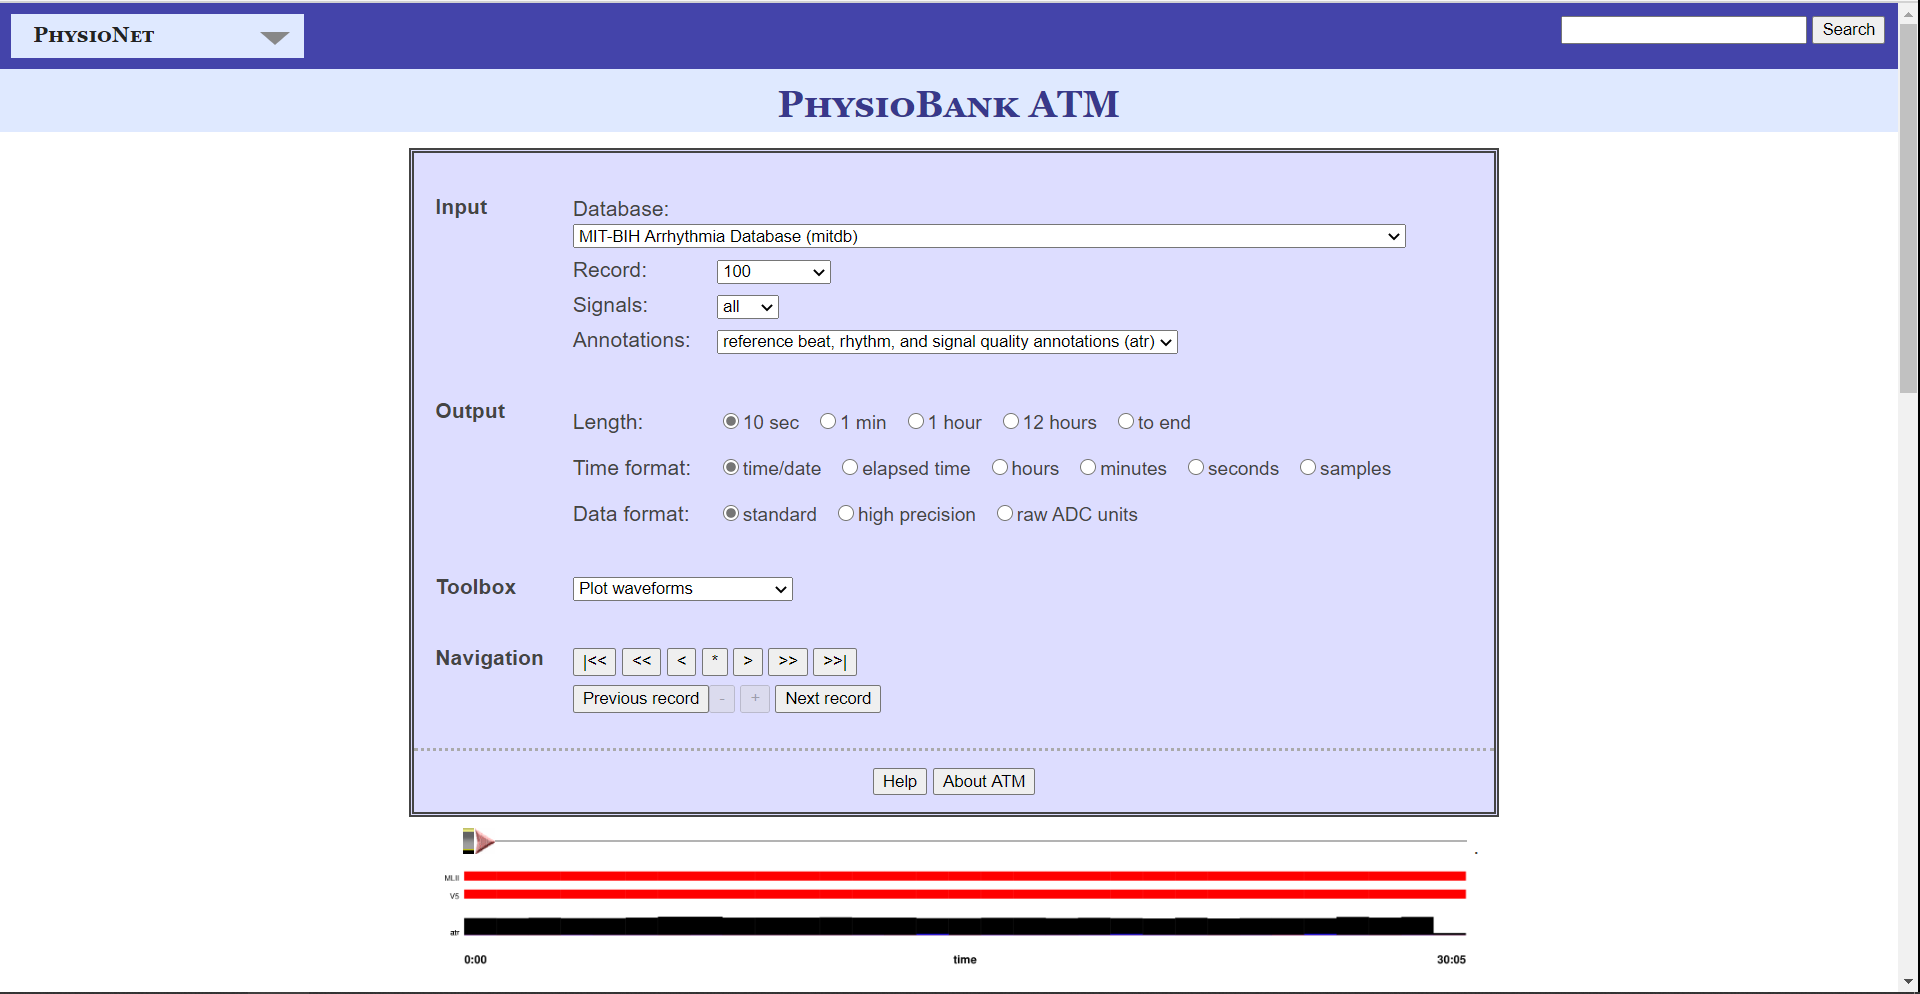 PhysioNet
Search
PhysioBank ATM
Input
Database:
MIT-BIH Arrhythmia Database (mitdb)
Record: 100
Signals: all
Annotations: reference beat, rhythm, and signal quality annotations (atr)
Output
Length: 10 sec 1 min 1 hour 12 hours to end
Time format: time/date elapsed time hours minutes seconds samples
Data format: standard high precision raw ADC units
Toolbox Plot waveforms
Navigation |<< << < * > >> >>|
Previous record - + Next record
Help About ATM
MLII
V5
atr
0:00 time 30:05